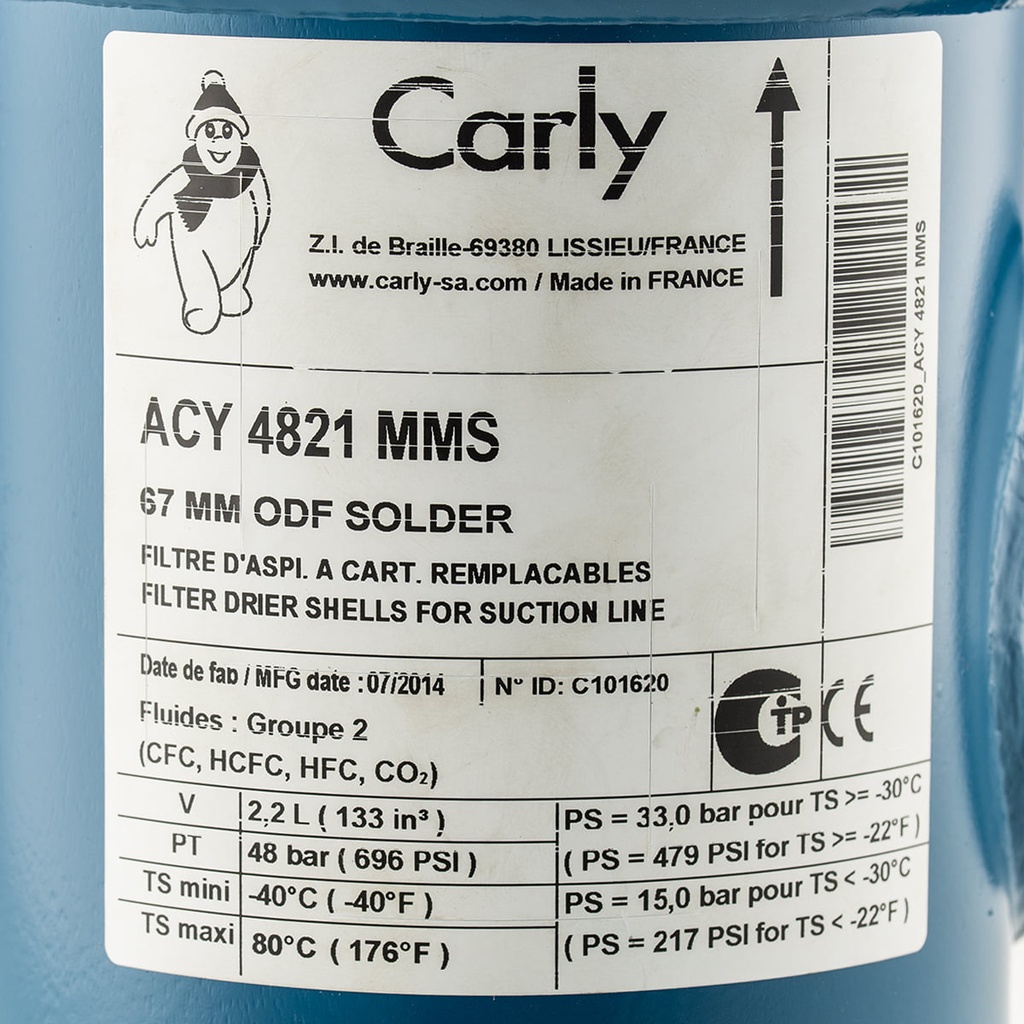 Carly
Z.I. de Braille-69380 LISSIEU/FRANCE
www.carly-sa.com / Made in FRANCE
C101620_ACY 4821 MMS
ACY 4821 MMS
67 MM ODF SOLDER
FILTRE D'ASPI. A CART. REMPLACABLES
FILTER DRIER SHELLS FOR SUCTION LINE
Date de fab / MFG date : 07/2014
N° ID: C101620
Fluides : Groupe 2
(CFC, HCFC, HFC, CO₂)
CTP
CE
V 2,2 L ( 133 in³ )
PT 48 bar ( 696 PSI )
TS mini -40°C ( -40°F )
TS maxi 80°C ( 176°F )
PS = 33,0 bar pour TS >= -30°C
( PS = 479 PSI for TS >= -22°F )
PS = 15,0 bar pour TS < -30°C
( PS = 217 PSI for TS < -22°F )